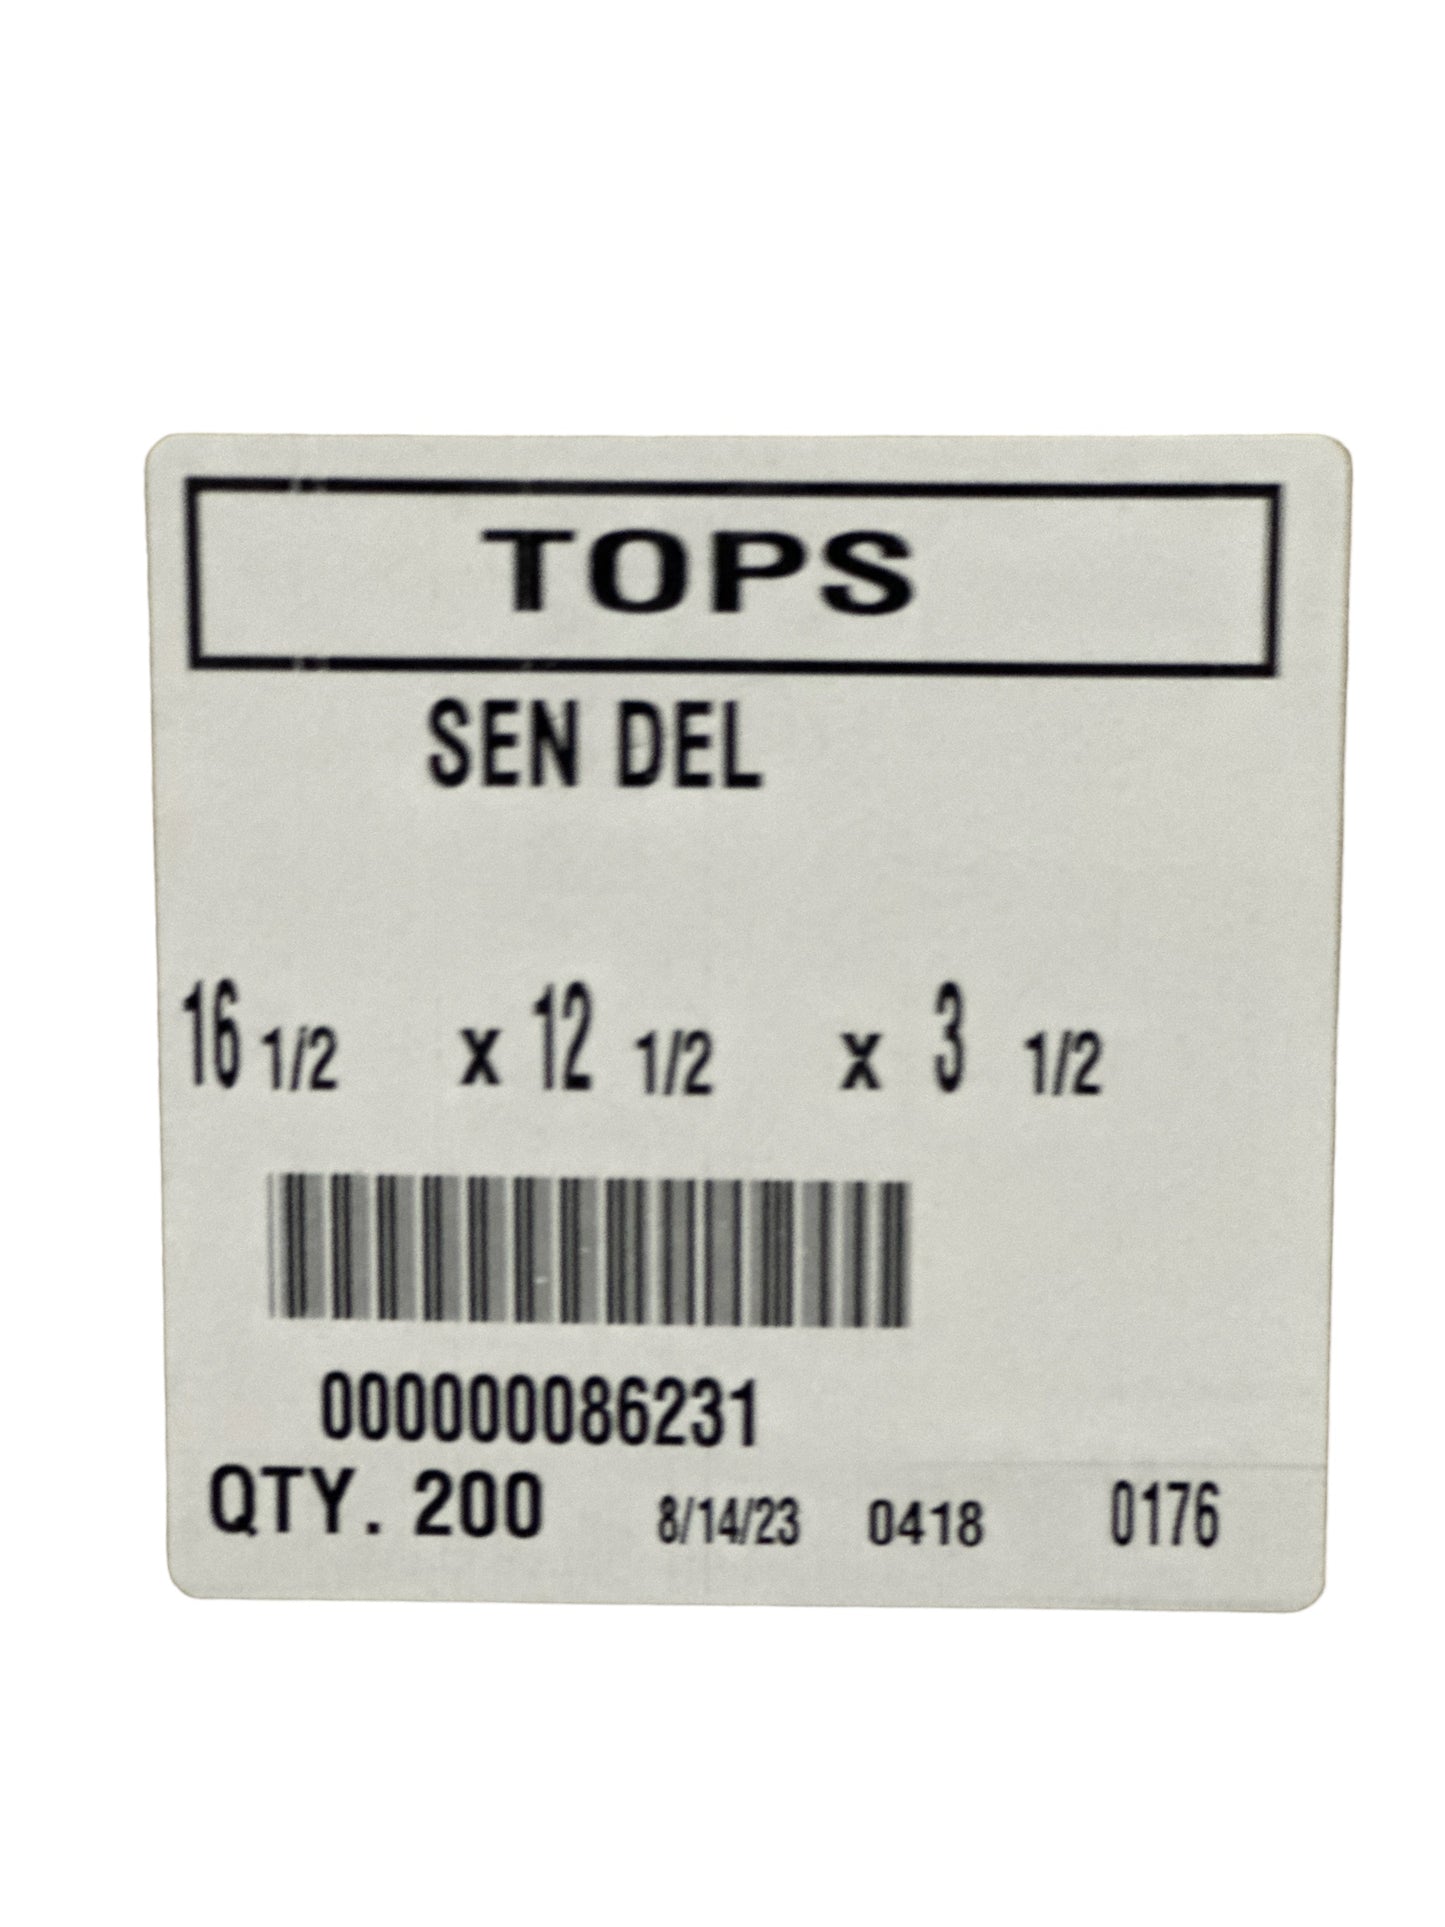 TOPS
SEN DEL
16 1/2 x 12 1/2 x 3 1/2
000000086231
QTY. 200 8/14/23 0418 0176